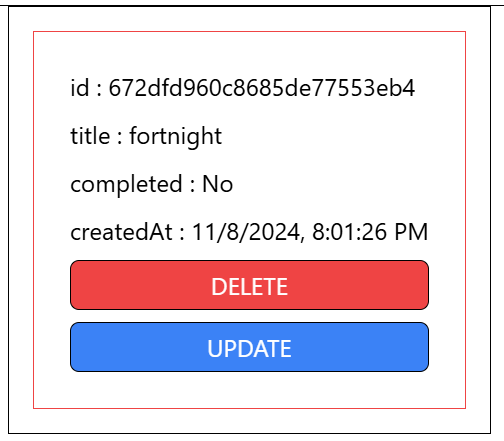 id : 672dfd960c8685de77553eb4
title : fortnight
completed : No
createdAt : 11/8/2024, 8:01:26 PM
DELETE
UPDATE